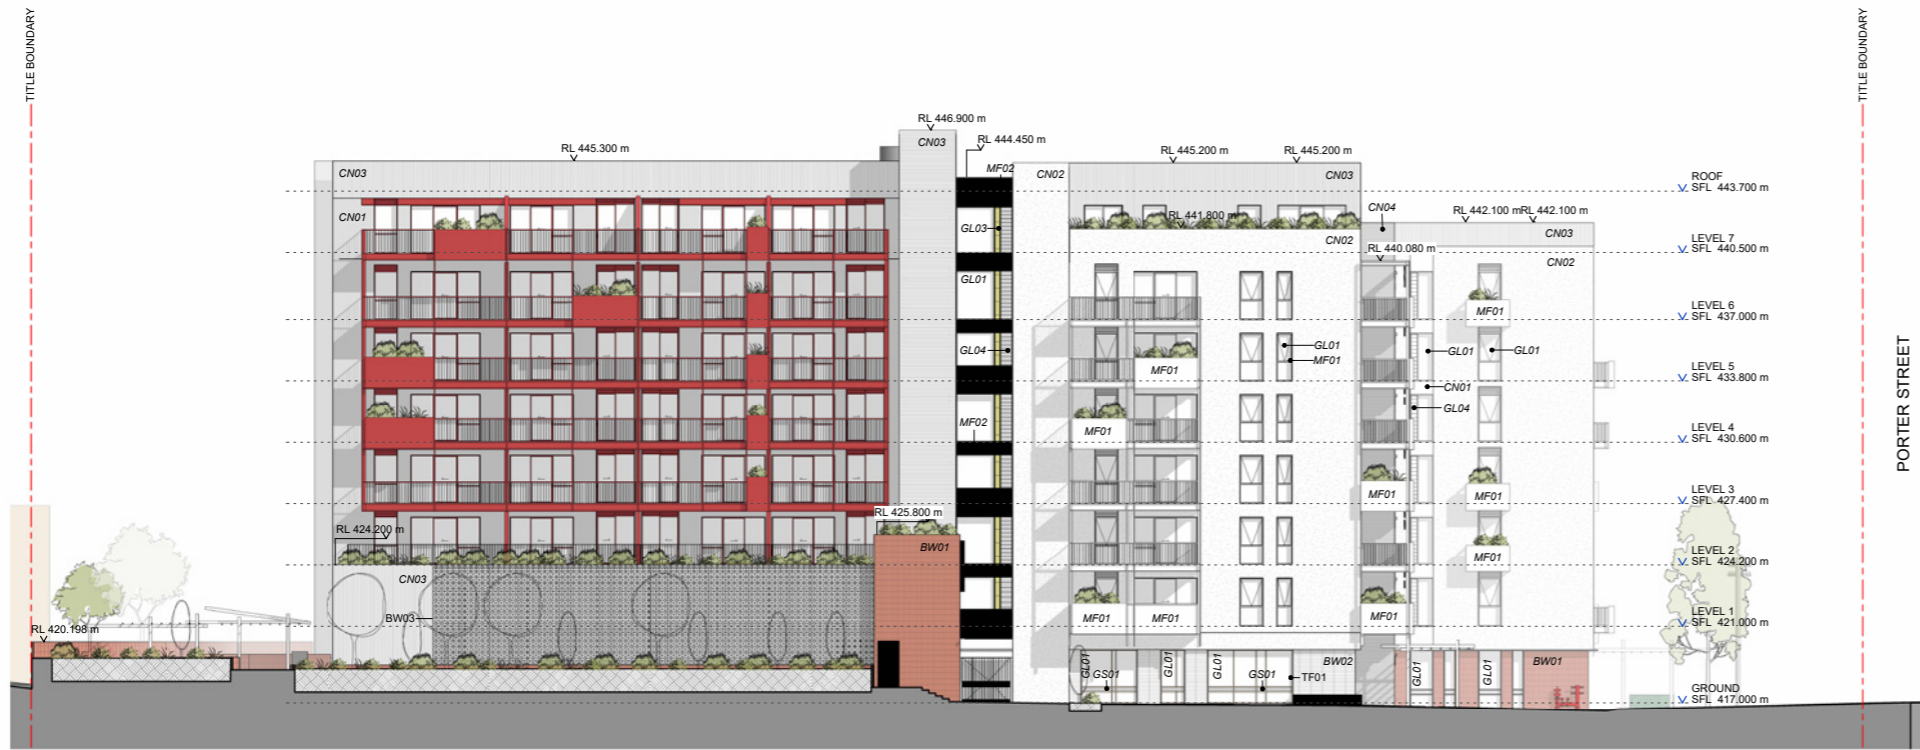 TITLE BOUNDARY
TITLE BOUNDARY
RL 446.900 m
RL 444.450 m
RL 445.300 m
RL 445.200 m
RL 445.200 m
CN03
MF02
CN03
CN02
CN03
ROOF
SFL 443.700 m
CN01
RL 441.800 m
CN04
RL 442.100 m
RL 442.100 m
GL03
CN02
CN03
LEVEL 7
SFL 440.500 m
RL 440.080 m
CN02
GL01
LEVEL 6
SFL 437.000 m
MF01
GL04
GL01
MF01
GL01
GL01
MF01
LEVEL 5
SFL 433.800 m
CN01
GL04
PORTER STREET
MF02
MF01
LEVEL 4
SFL 430.600 m
MF01
MF01
LEVEL 3
SFL 427.400 m
RL 425.800 m
RL 424.200 m
BW01
MF01
LEVEL 2
SFL 424.200 m
CN03
BW03
MF01
MF01
MF01
LEVEL 1
SFL 421.000 m
RL 420.198 m
GL01
GL01
GL01
BW02
GL01
GL01
BW01
GS01
GS01
TF01
GROUND
SFL 417.000 m